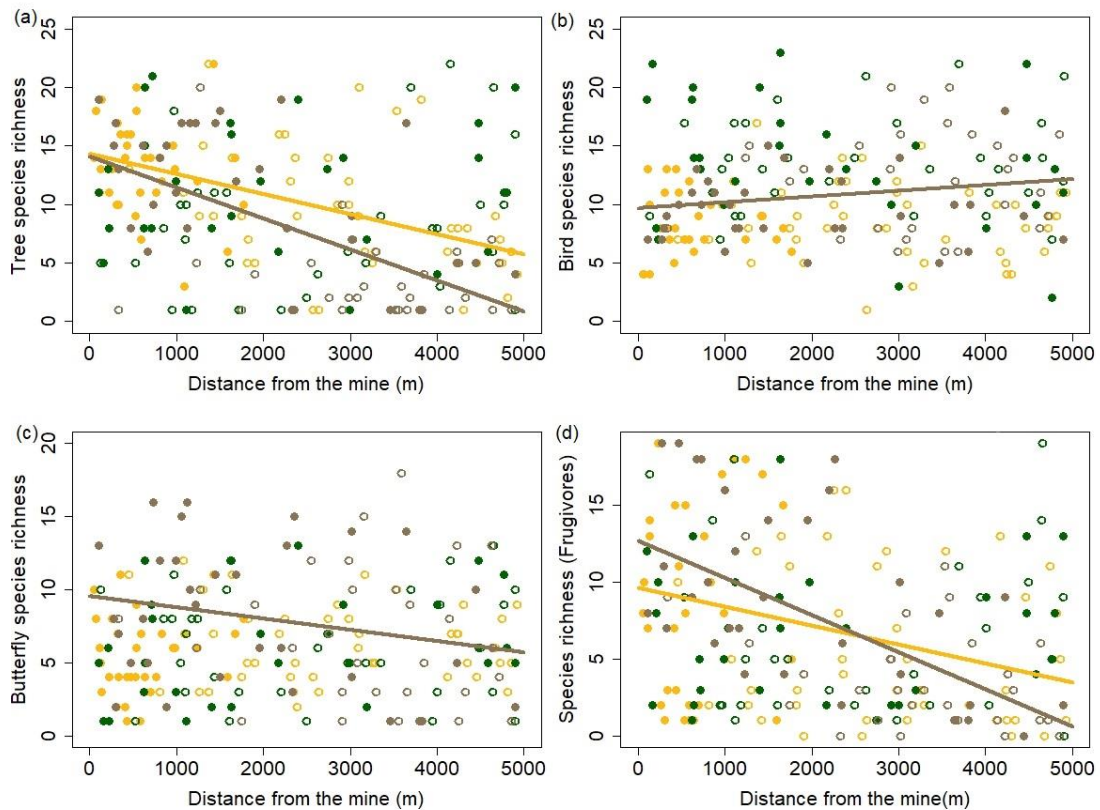 (a)
25
20
15
10
5
0
Tree species richness
0 1000 2000 3000 4000 5000
Distance from the mine (m)
(b)
25
20
15
10
5
0
Bird species richness
0 1000 2000 3000 4000 5000
Distance from the mine (m)
(c)
20
15
10
5
0
Butterfly species richness
0 1000 2000 3000 4000 5000
Distance from the mine (m)
(d)
15
10
5
0
Species richness (Frugivores)
0 1000 2000 3000 4000 5000
Distance from the mine(m)